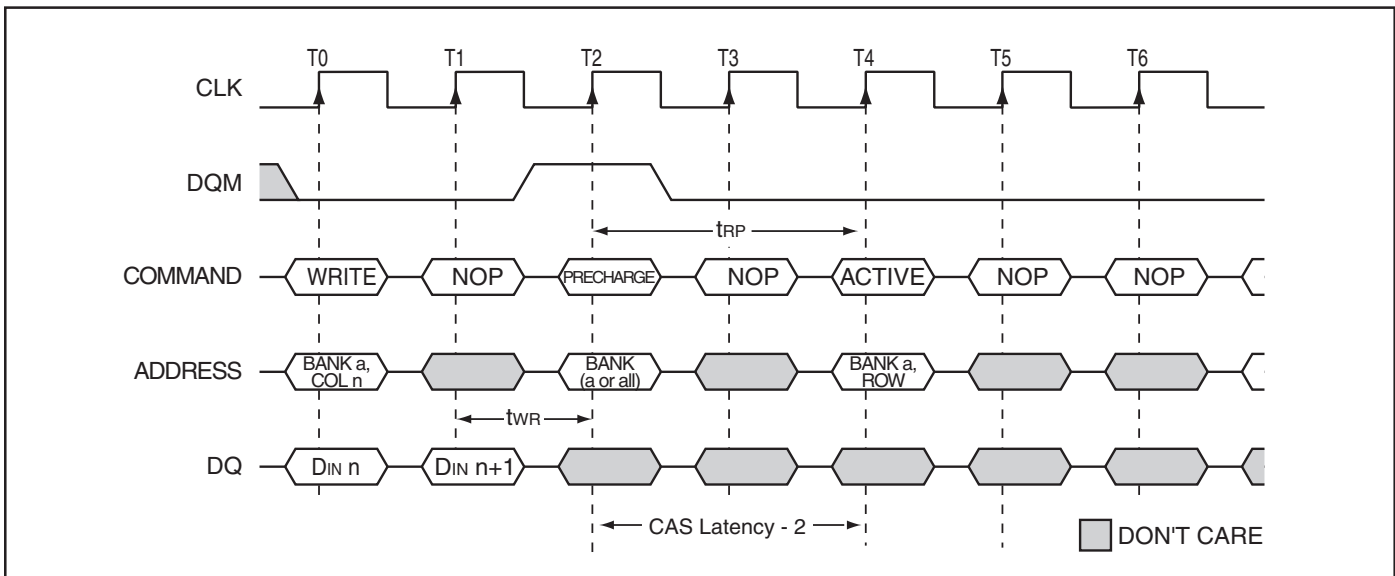 T0 T1 T2 T3 T4 T5 T6
CLK
DQM
tRP
COMMAND WRITE NOP PRECHARGE NOP ACTIVE NOP NOP
ADDRESS BANK a, COL n BANK (a or all) BANK a, ROW
tWR
DQ DIN n DIN n+1
CAS Latency - 2
DON'T CARE